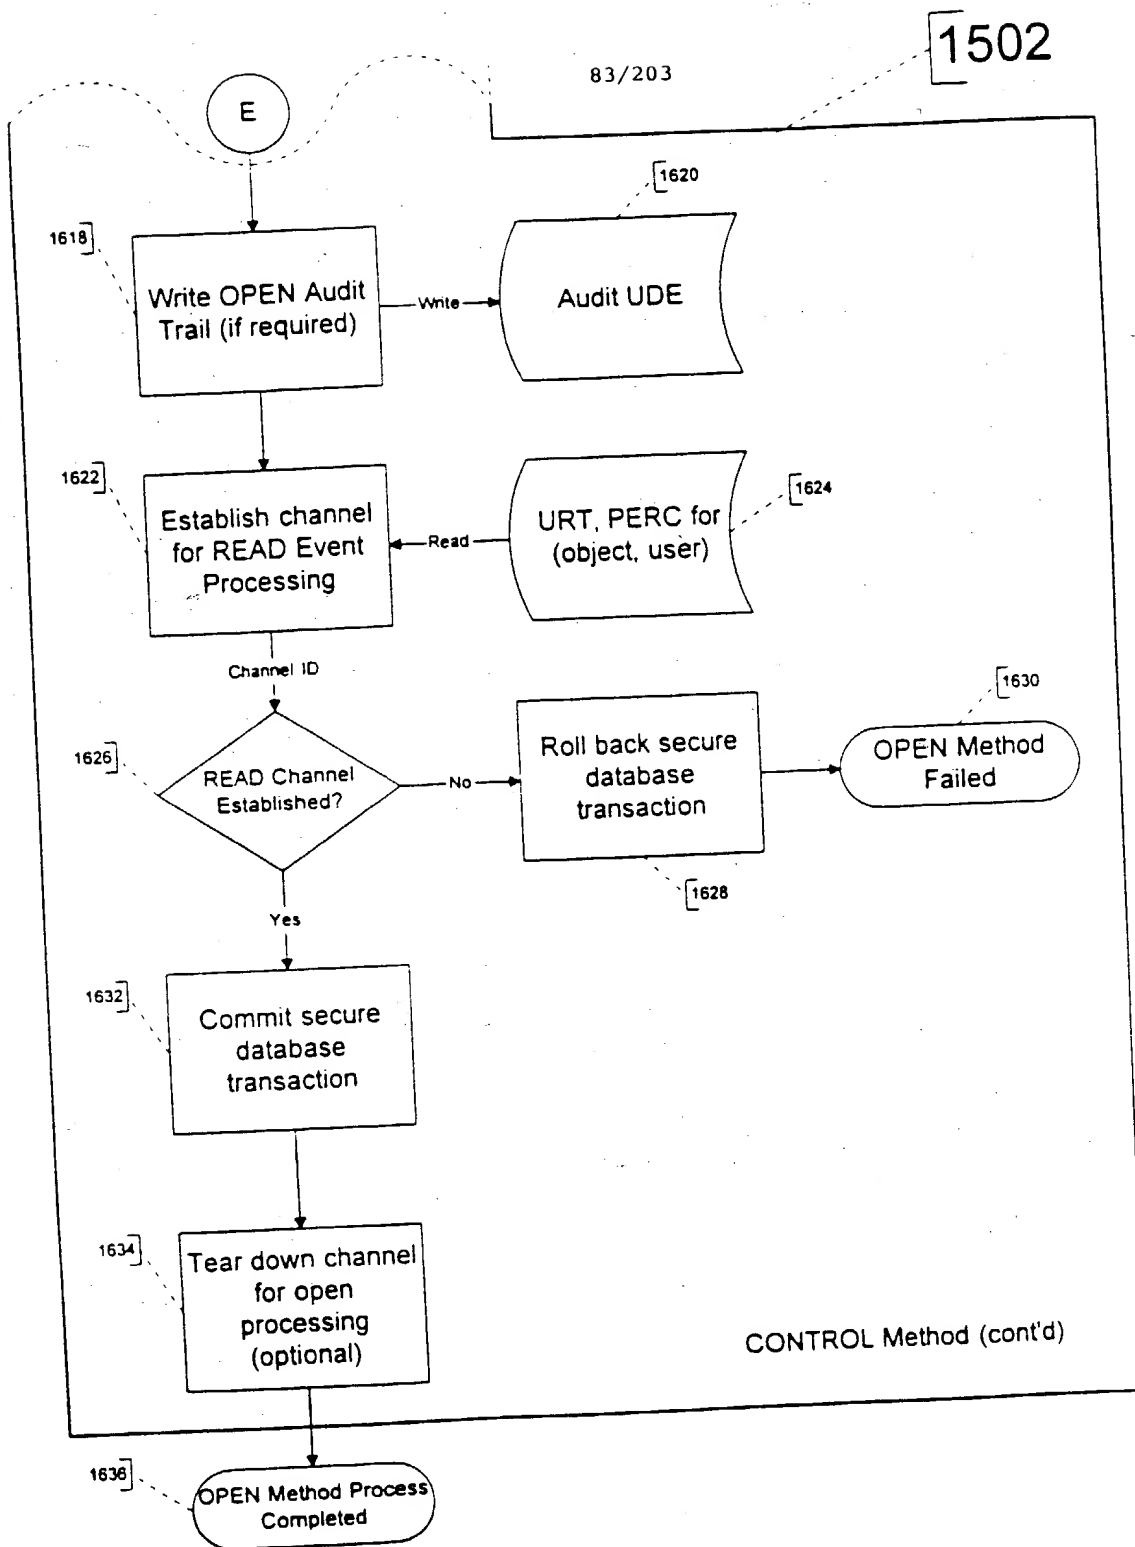 1502
83/203
E
1620
1618
Write OPEN Audit
Trail (if required)
Write
Audit UDE
1622
1624
Establish channel
for READ Event
Processing
Read
URT, PERC for
(object, user)
Channel ID
1630
1626
READ Channel
Established?
No
Roll back secure
database
transaction
OPEN Method
Failed
1628
Yes
1632
Commit secure
database
transaction
1634
Tear down channel
for open
processing
(optional)
CONTROL Method (cont'd)
1636
OPEN Method Process
Completed